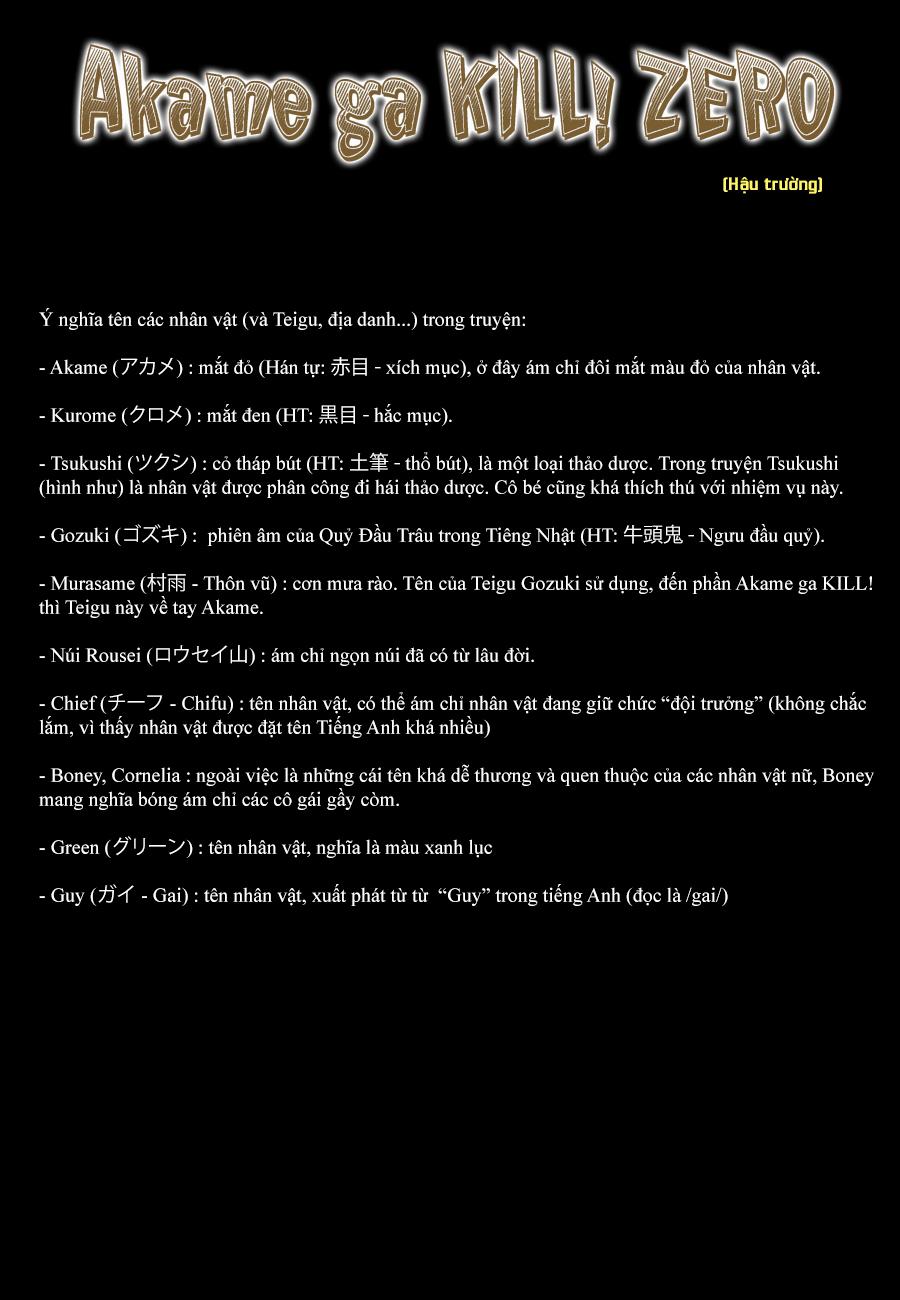 Akame ga KILL! ZERO
(Hậu trường)
Ý nghĩa tên các nhân vật (và Teigu, địa danh...) trong truyện:
- Akame (アカメ) : mắt đỏ (Hán tự: 赤目 - xích mục), ở đây ám chỉ đôi mắt màu đỏ của nhân vật.
- Kurome (クロメ) : mắt đen (HT: 黒目 - hắc mục).
- Tsukushi (ツクシ) : cỏ tháp bút (HT: 土筆 - thổ bút), là một loại thảo dược. Trong truyện Tsukushi
(hình như) là nhân vật được phân công đi hái thảo dược. Cô bé cũng khá thích thú với nhiệm vụ này.
- Gozuki (ゴズキ) :  phiên âm của Quỷ Đầu Trâu trong Tiêng Nhật (HT: 牛頭鬼 - Ngưu đầu quỷ).
- Murasame (村雨 - Thôn vũ) : cơn mưa rào. Tên của Teigu Gozuki sử dụng, đến phần Akame ga KILL!
thì Teigu này về tay Akame.
- Núi Rousei (ロウセイ山) : ám chỉ ngọn núi đã có từ lâu đời.
- Chief (チーフ - Chifu) : tên nhân vật, có thể ám chỉ nhân vật đang giữ chức “đội trưởng” (không chắc
lắm, vì thấy nhân vật được đặt tên Tiếng Anh khá nhiều)
- Boney, Cornelia : ngoài việc là những cái tên khá dễ thương và quen thuộc của các nhân vật nữ, Boney
mang nghĩa bóng ám chỉ các cô gái gầy còm.
- Green (グリーン) : tên nhân vật, nghĩa là màu xanh lục
- Guy (ガイ - Gai) : tên nhân vật, xuất phát từ từ  “Guy” trong tiếng Anh (đọc là /gai/)